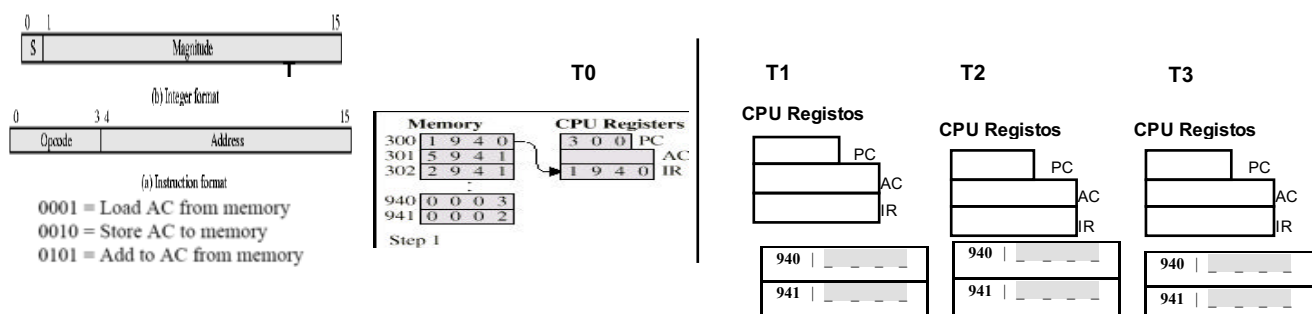 0 1 15
S Magnitude
T
(b) Integer format
0 3 4 15
Opcode Address
(a) Instruction format
0001 = Load AC from memory
0010 = Store AC to memory
0101 = Add to AC from memory
T0
Memory CPU Registers
300 1 9 4 0 3 0 0 PC
301 5 9 4 1 AC
302 2 9 4 1 1 9 4 0 IR
940 0 0 0 3
941 0 0 0 2
Step 1
T1
CPU Registos
PC
AC
IR
940 | _ _ _ _
941 | _ _ _ _
T2
CPU Registos
PC
AC
IR
940 | _ _ _ _
941 | _ _ _ _
T3
CPU Registos
PC
AC
IR
940 | _ _ _ _
941 | _ _ _ _